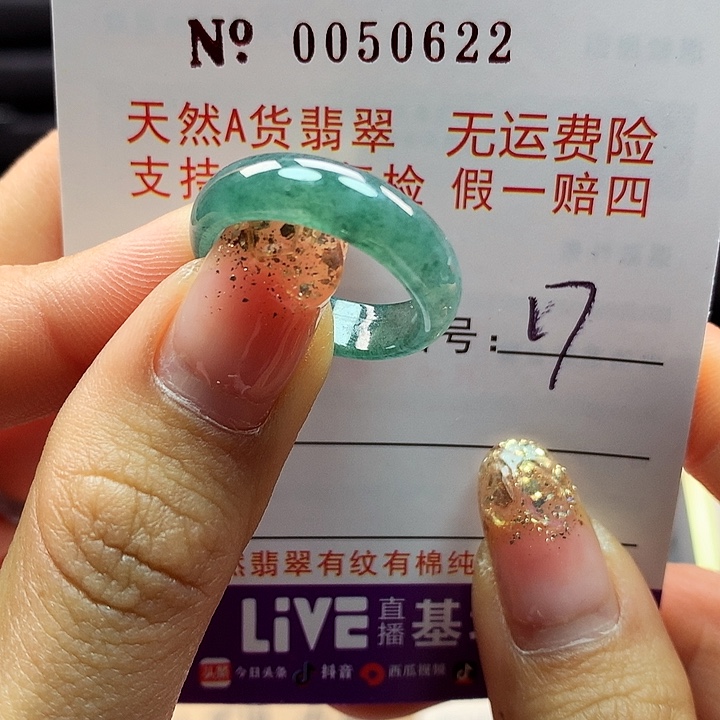 No 0050622
天然A货翡翠 无运费险
支持 检 假一赔四
号: 17
翡翠有纹有棉纯
LiVE 直播 基
头条 今日头条 抖音 西瓜视频